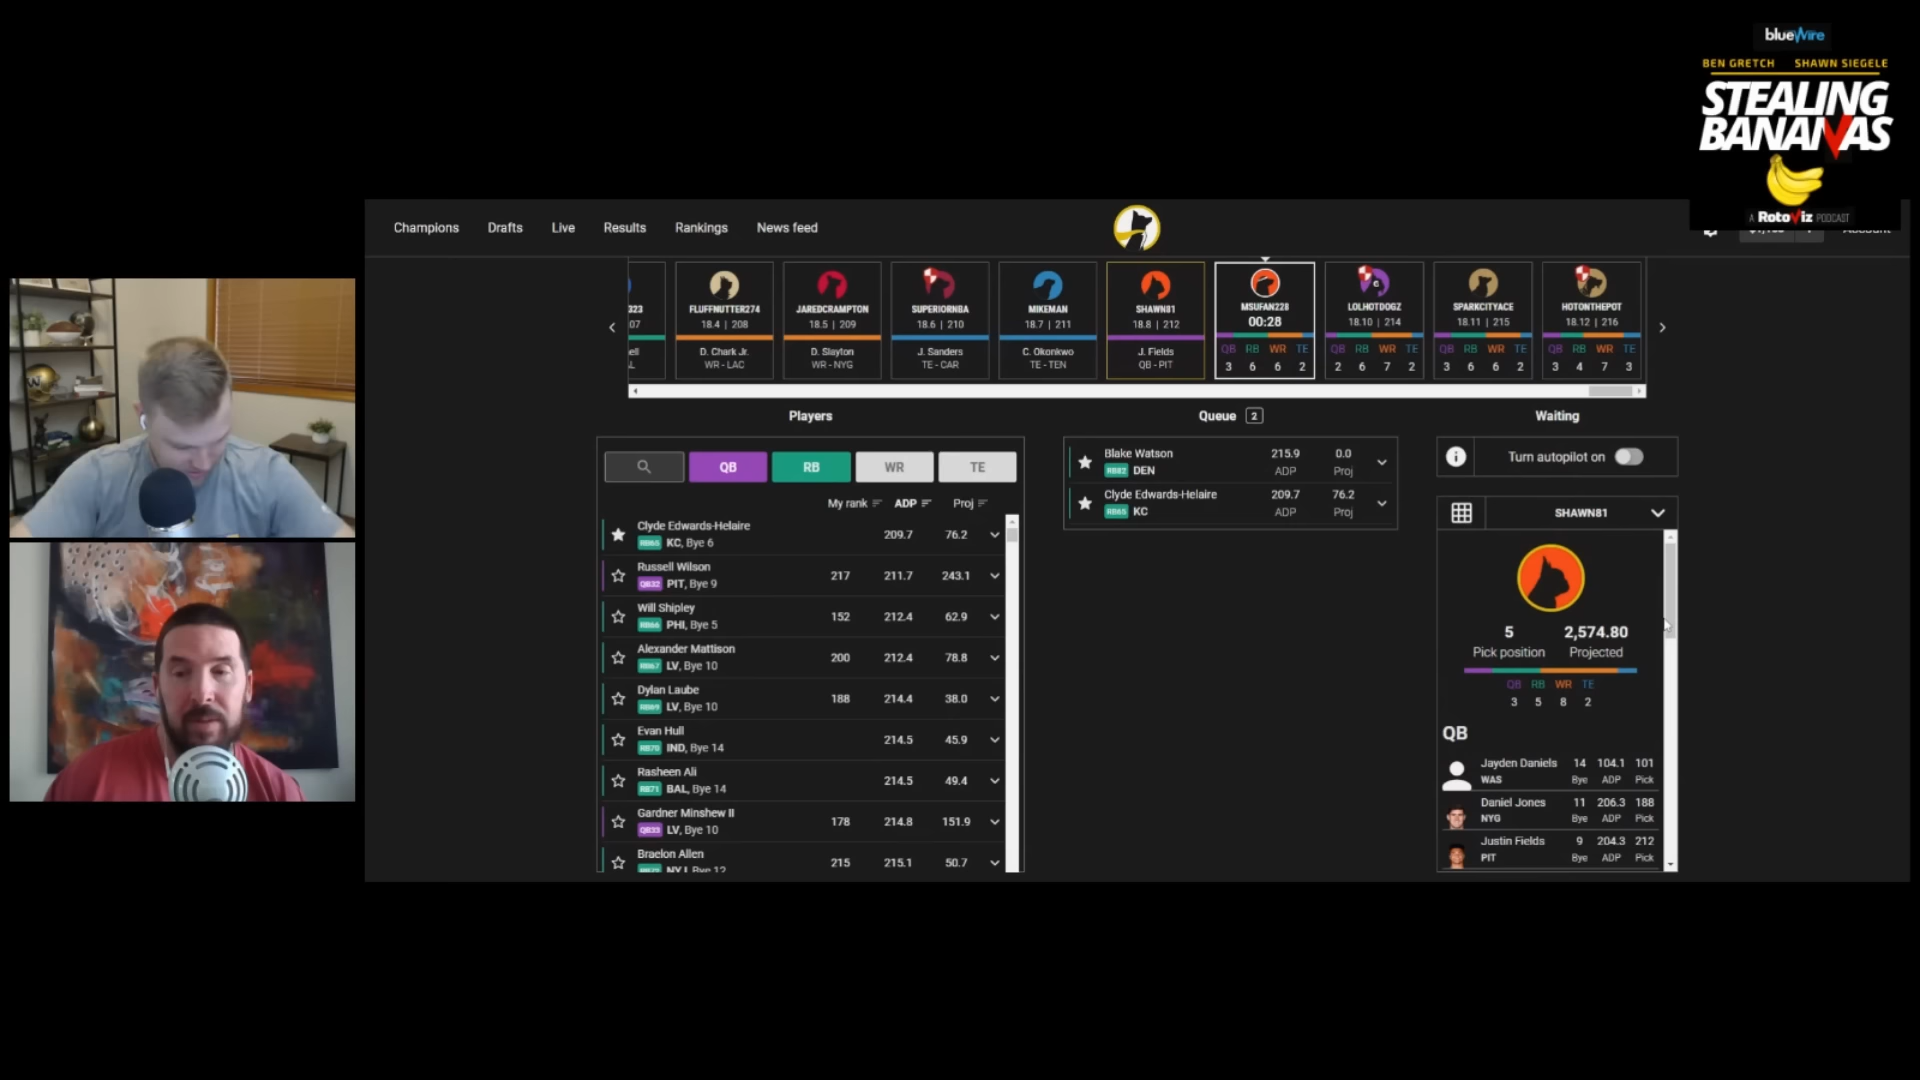 blueWire
BEN GRETCH SHAWN SIEGELE
STEALING
BANANAS
A RotoViz PODCAST
Champions Drafts Live Results Rankings News feed
FLUFFNUTTER274 JAREDCRAMPTON SUPERIORNBA MIKEMAN SHAWN81 MSUFAN228 LOLHOTDOGZ SPARKCITYACE HOTONTHEPOT
18.4 | 208 18.5 | 209 18.6 | 210 18.7 | 211 18.8 | 212 00:28 18.10 | 214 18.11 | 215 18.12 | 216
D. Chark Jr. D. Slayton J. Sanders C. Okonkwo J. Fields QB RB WR TE QB RB WR TE QB RB WR TE QB RB WR TE
WR - LAC WR - NYG TE - CAR TE - TEN QB - PIT 3 6 6 2 2 6 7 2 3 6 6 2 3 4 7 3
Players
QB RB WR TE
My rank ADP Proj
Clyde Edwards-Helaire 209.7 76.2
RB65 KC, Bye 6
Russell Wilson 217 211.7 243.1
QB32 PIT, Bye 9
Will Shipley 152 212.4 62.9
RB66 PHI, Bye 5
Alexander Mattison 200 212.4 78.8
RB67 LV, Bye 10
Dylan Laube 188 214.4 38.0
RB69 LV, Bye 10
Evan Hull 214.5 45.9
RB70 IND, Bye 14
Rasheen Ali 214.5 49.4
RB71 BAL, Bye 14
Gardner Minshew II 178 214.8 151.9
QB33 LV, Bye 10
Braelon Allen 215 215.1 50.7
NYJ, Bye 12
Queue 2
Blake Watson 215.9 0.0
RB82 DEN ADP Proj
Clyde Edwards-Helaire 209.7 76.2
RB65 KC ADP Proj
Waiting
Turn autopilot on
SHAWN81
5 2,574.80
Pick position Projected
QB RB WR TE
3 5 8 2
QB
Jayden Daniels 14 104.1 101
WAS Bye ADP Pick
Daniel Jones 11 206.3 188
NYG Bye ADP Pick
Justin Fields 9 204.3 212
PIT Bye ADP Pick